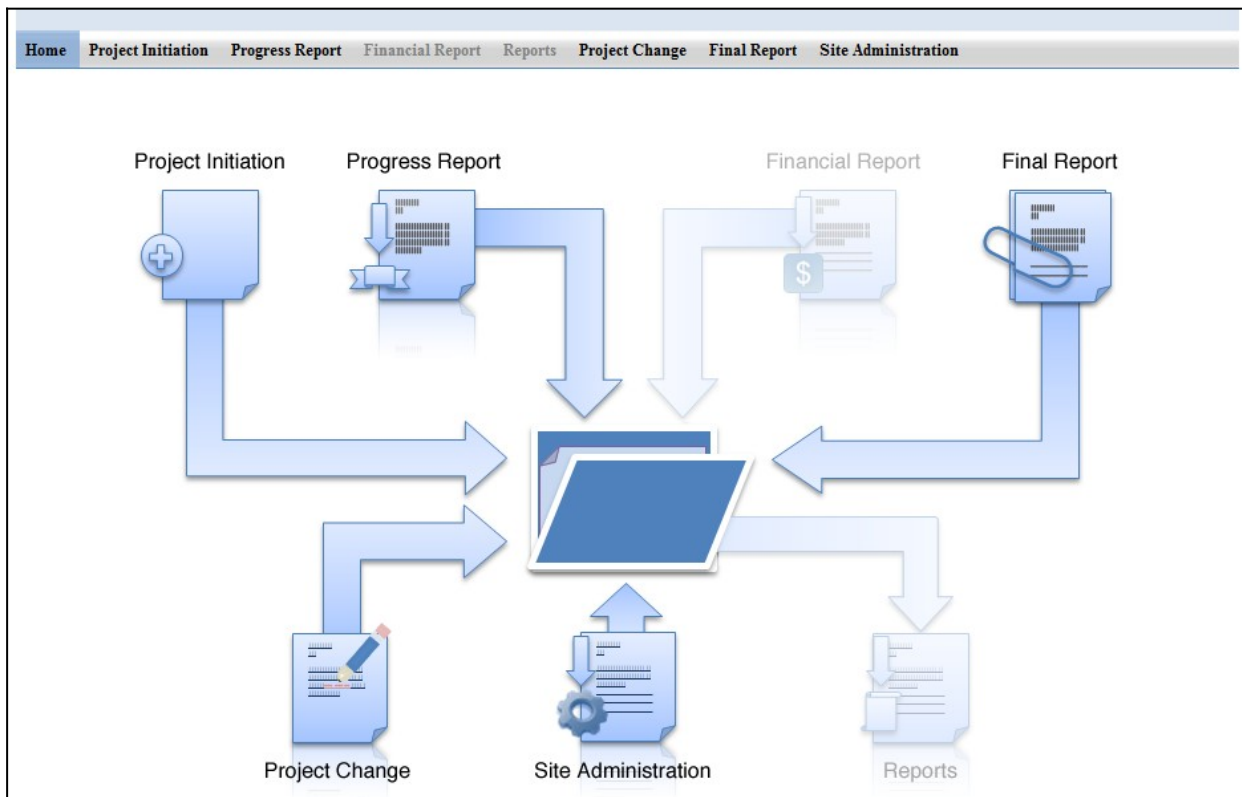 Home Project Initiation Progress Report Financial Report Reports Project Change Final Report Site Administration
Project Initiation Progress Report Financial Report Final Report
$
Project Change Site Administration Reports